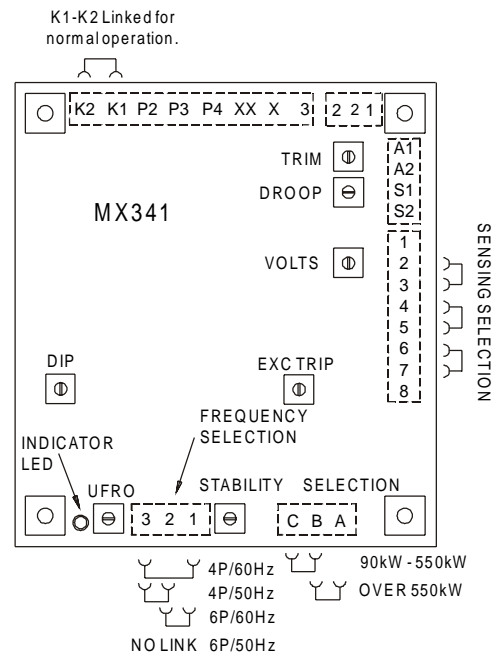 K1-K2 Linked for
normal operation.
K2 K1 P2 P3 P4 XX X 3 2 2 1
TRIM
A1
A2
DROOP
S1
S2
MX341
VOLTS
1
2
3
4
5
6
7
8
SENSING SELECTION
DIP
EXC TRIP
FREQUENCY
SELECTION
INDICATOR
LED
UFRO
STABILITY SELECTION
3 2 1
C B A
4P/60Hz
4P/50Hz
6P/60Hz
NO LINK 6P/50Hz
90kW - 550kW
OVER 550kW